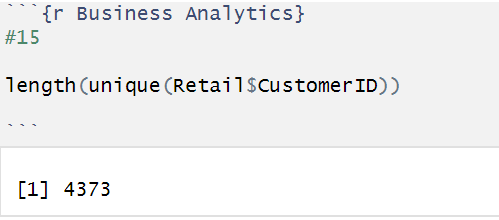 ```{r Business Analytics}
#15
length(unique(Retail$CustomerID))
```
[1] 4373